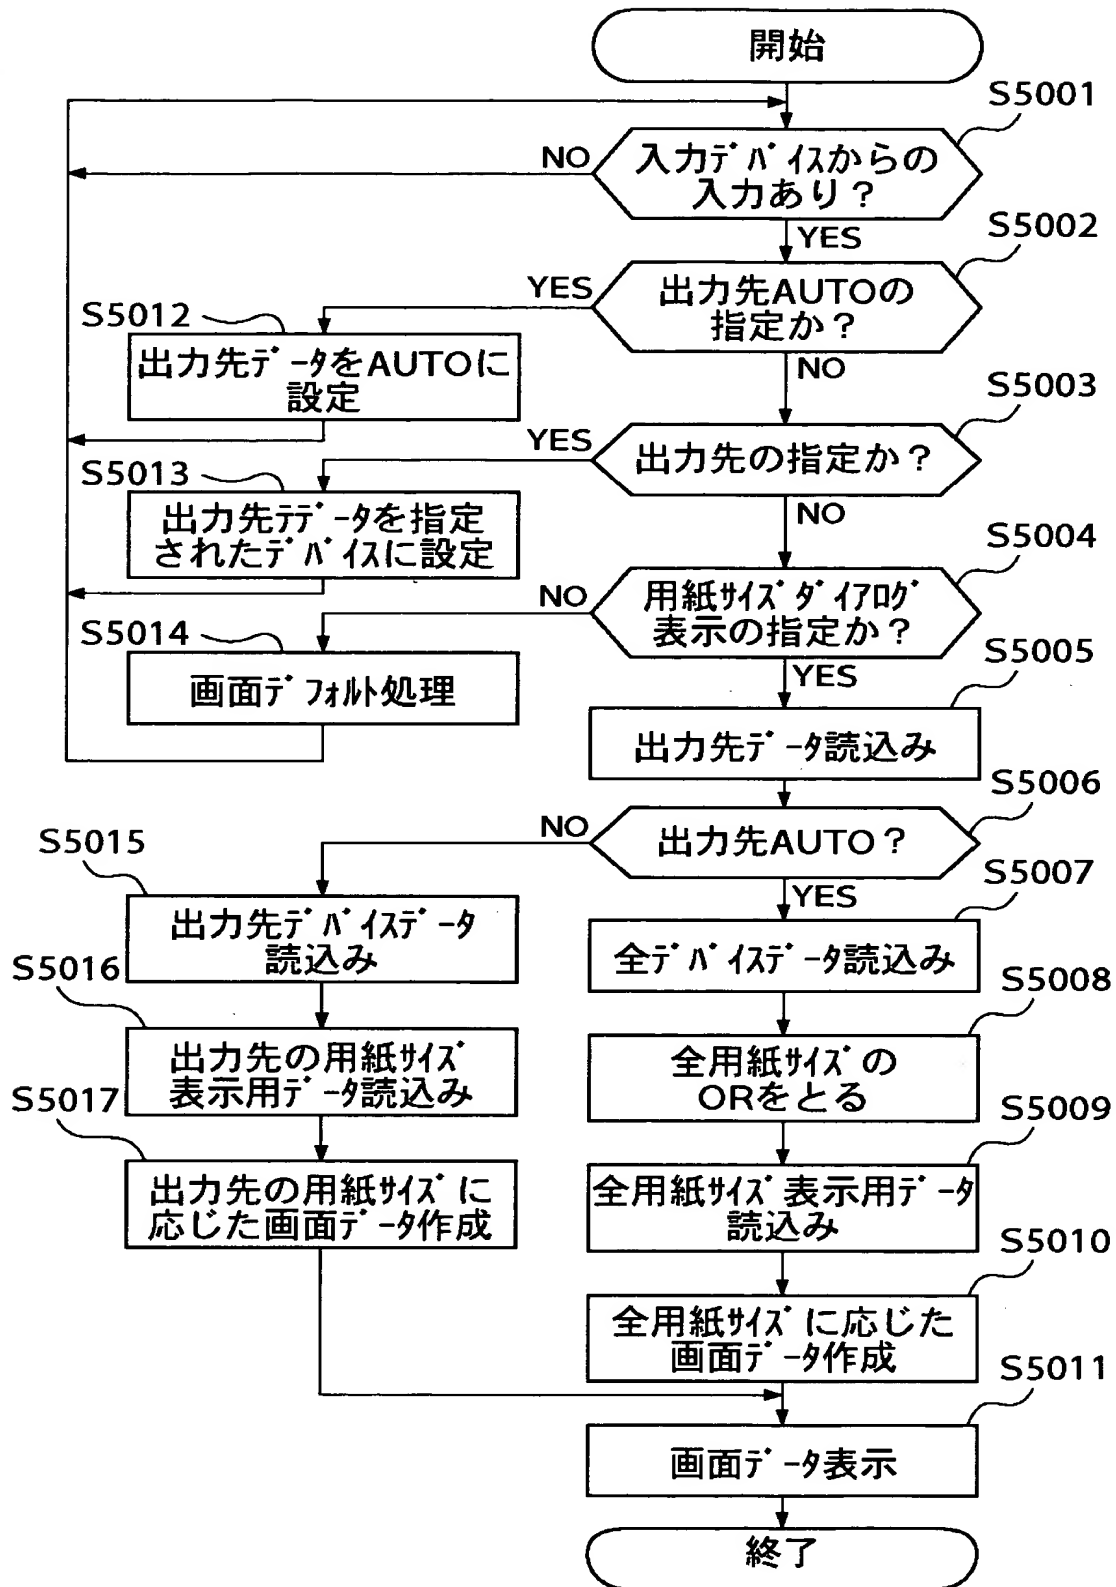 開始
S5001
入力デバイスからの
入力あり？
NO
YES
S5002
出力先AUTOの
指定か？
YES
NO
S5012
出力先データをAUTOに
設定
S5003
出力先の指定か？
YES
NO
S5013
出力先デデータを指定
されたデバイスに設定
S5004
用紙サイズダイアログ
表示の指定か？
NO
YES
S5014
画面デフォルト処理
S5005
出力先データ読込み
S5006
出力先AUTO？
NO
YES
S5015
出力先デバイスデータ
読込み
S5007
全デバイスデータ読込み
S5016
出力先の用紙サイズ
表示用データ読込み
S5008
全用紙サイズの
ORをとる
S5017
出力先の用紙サイズに
応じた画面データ作成
S5009
全用紙サイズ表示用データ
読込み
S5010
全用紙サイズに応じた
画面データ作成
S5011
画面データ表示
終了